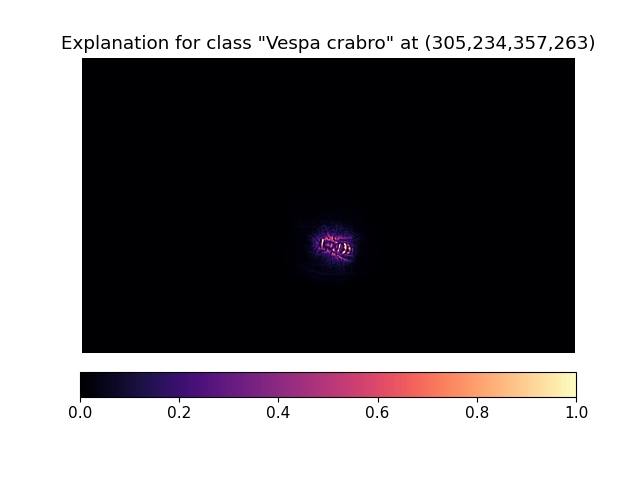 Explanation for class "Vespa crabro" at (305,234,357,263)
0.0 0.2 0.4 0.6 0.8 1.0